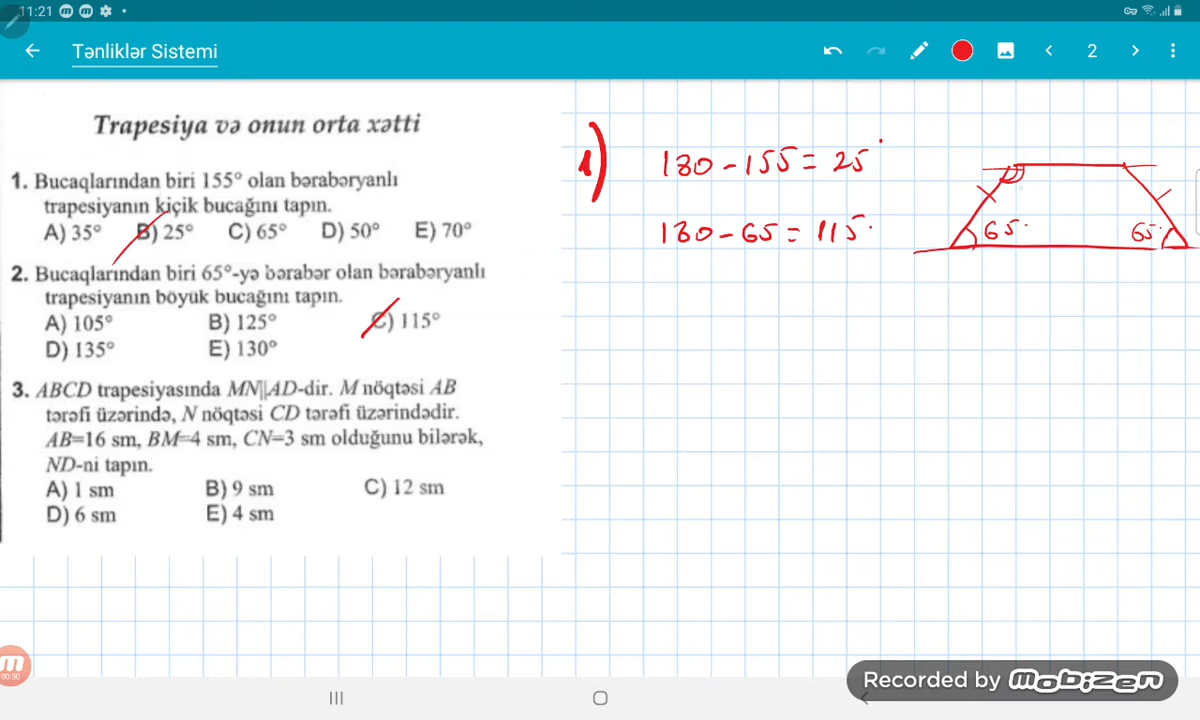 11:21
Tənliklər Sistemi
2
Trapesiya və onun orta xətti
1. Bucaqlarından biri 155° olan bərabəryanlı
trapesiyanın kiçik bucağını tapın.
A) 35° B) 25° C) 65° D) 50° E) 70°
2. Bucaqlarından biri 65°-yə bərabər olan bərabəryanlı
trapesiyanın böyük bucağını tapın.
A) 105° B) 125° C) 115°
D) 135° E) 130°
3. ABCD trapesiyasında MN||AD-dir. M nöqtəsi AB
tərəfi üzərində, N nöqtəsi CD tərəfi üzərindədir.
AB=16 sm, BM=4 sm, CN=3 sm olduğunu bilərək,
ND-ni tapın.
A) 1 sm B) 9 sm C) 12 sm
D) 6 sm E) 4 sm
1)
180 - 155 = 25°
180 - 65 = 115°
65° 65°
00:50
Recorded by mobizen